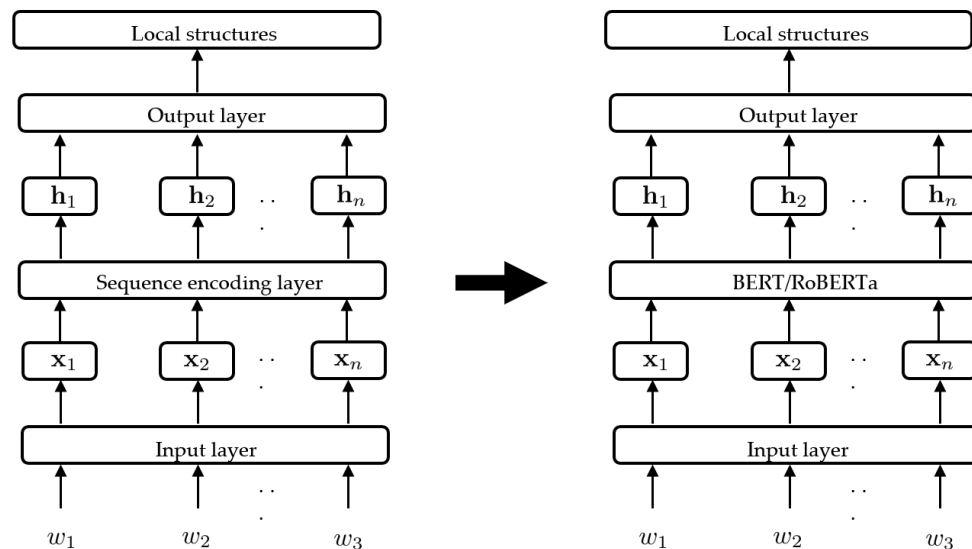 Local structures
Output layer
h₁ h₂ . . . hₙ
Sequence encoding layer
x₁ x₂ . . . xₙ
Input layer
. . .
w₁ w₂ w₃
Local structures
Output layer
h₁ h₂ . . . hₙ
BERT/RoBERTa
x₁ x₂ . . . xₙ
Input layer
. . .
w₁ w₂ w₃